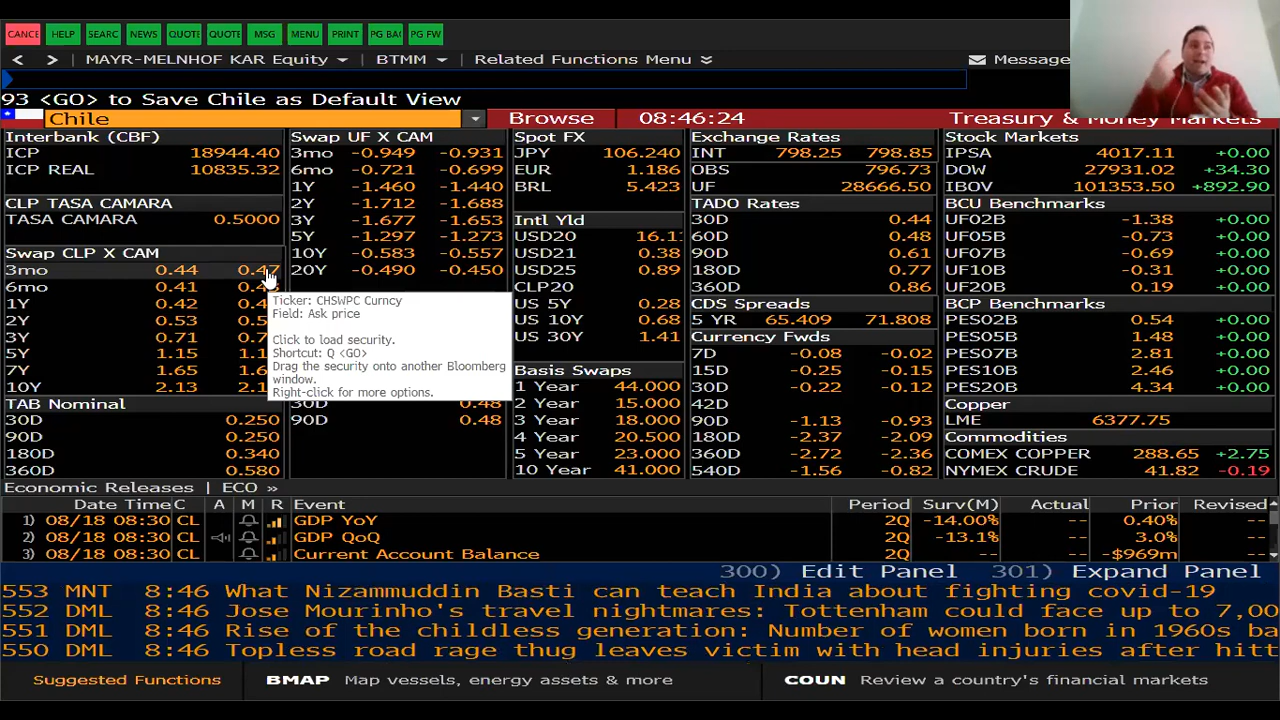 CANCE HELP SEARC NEWS QUOTE QUOTE MSG MENU PRINT PG BAC PG FW
< > MAYR-MELNHOF KAR Equity BTMM Related Functions Menu Message
93 <GO> to Save Chile as Default View
Chile Browse 08:46:24 Treasury & Money Markets
Interbank (CBF)
ICP 18944.40
ICP REAL 10835.32
CLP TASA CAMARA
TASA CAMARA 0.5000
Swap CLP X CAM
3mo 0.44 0.47
6mo 0.41
1Y 0.42
2Y 0.53
3Y 0.71
5Y 1.15
7Y 1.65
10Y 2.13
TAB Nominal
30D 0.250
90D 0.250
180D 0.340
360D 0.580
Swap UF X CAM
3mo -0.949 -0.931
6mo -0.721 -0.699
1Y -1.460 -1.440
2Y -1.712 -1.688
3Y -1.677 -1.653
5Y -1.297 -1.273
10Y -0.583 -0.557
20Y -0.490 -0.450
Ticker: CHSWPC Curncy
Field: Ask price
Click to load security.
Shortcut: Q <GO>
Drag the security onto another Bloomberg
window.
Right-click for more options.
30D 0.48
90D 0.48
Spot FX
JPY 106.240
EUR 1.186
BRL 5.423
Intl Yld
USD20 16.11
USD21 0.38
USD25 0.89
CLP20
US 5Y 0.28
US 10Y 0.68
US 30Y 1.41
Basis Swaps
1 Year 44.000
2 Year 15.000
3 Year 18.000
4 Year 20.500
5 Year 23.000
10 Year 41.000
Exchange Rates
INT 798.25 798.85
OBS 796.73
UF 28666.50
TADO Rates
30D 0.44
60D 0.48
90D 0.61
180D 0.77
360D 0.86
CDS Spreads
5 YR 65.409 71.808
Currency Fwds
7D -0.08 -0.02
15D -0.17 -0.07
30D -0.22 -0.12
42D
90D -1.13 -0.93
180D -2.37 -2.09
360D -2.72 -2.36
540D -1.56 -0.82
Stock Markets
IPSA 4017.11 +0.00
DOW 27931.02 +34.30
IBOV 101353.50 +892.90
BCU Benchmarks
UF02B -1.38 +0.00
UF05B -0.73 +0.00
UF10B -0.31 +0.00
UF20B 0.19 +0.00
BCP Benchmarks
PES02B 0.54 +0.00
PES05B 1.48 +0.00
PES07B 2.81 +0.00
PES10B 2.46 +0.00
PES20B 4.34 +0.00
Copper
LME 6377.75
Commodities
COMEX COPPER 288.65 +2.75
NYMEX CRUDE 41.82 -0.19
Economic Releases | ECO »
Date Time C A M R Event Period Surv(M) Actual Prior Revised
1) 08/18 08:30 CL GDP YoY 2Q -14.00% -- 0.40% --
2) 08/18 08:30 CL GDP QoQ 2Q -13.1% -- 3.0% --
3) 08/18 08:30 CL Current Account Balance 2Q -- -- -$969m --
300) Edit Panel 301) Expand Panel
553 MNT 8:46 What Nizammuddin Basti can teach India about fighting covid-19
552 DML 8:46 Jose Mourinho's travel nightmares: Tottenham could face up to 7,00
551 DML 8:46 Rise of the childless generation: Number of women born in 1960s ba
550 DML 8:46 Topless road rage thug leaves victim with head injuries after hitt
Suggested Functions BMAP Map vessels, energy assets & more COUN Review a country's financial markets